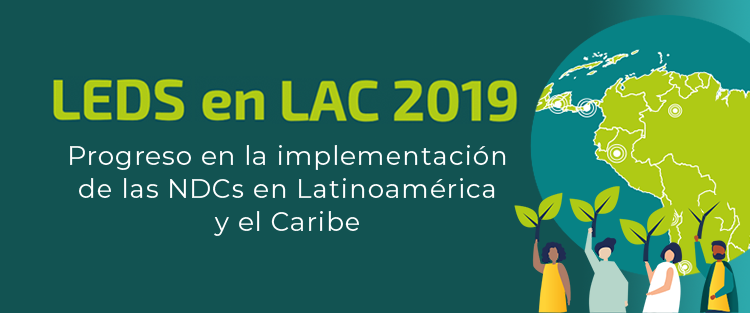 LEDS en LAC 2019
Progreso en la implementación
de las NDCs en Latinoamérica
y el Caribe